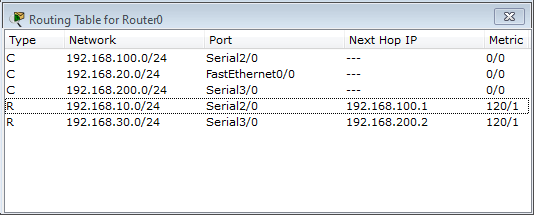 Routing Table for Router0
Type Network Port Next Hop IP Metric
C 192.168.100.0/24 Serial2/0 --- 0/0
C 192.168.20.0/24 FastEthernet0/0 --- 0/0
C 192.168.200.0/24 Serial3/0 --- 0/0
R 192.168.10.0/24 Serial2/0 192.168.100.1 120/1
R 192.168.30.0/24 Serial3/0 192.168.200.2 120/1